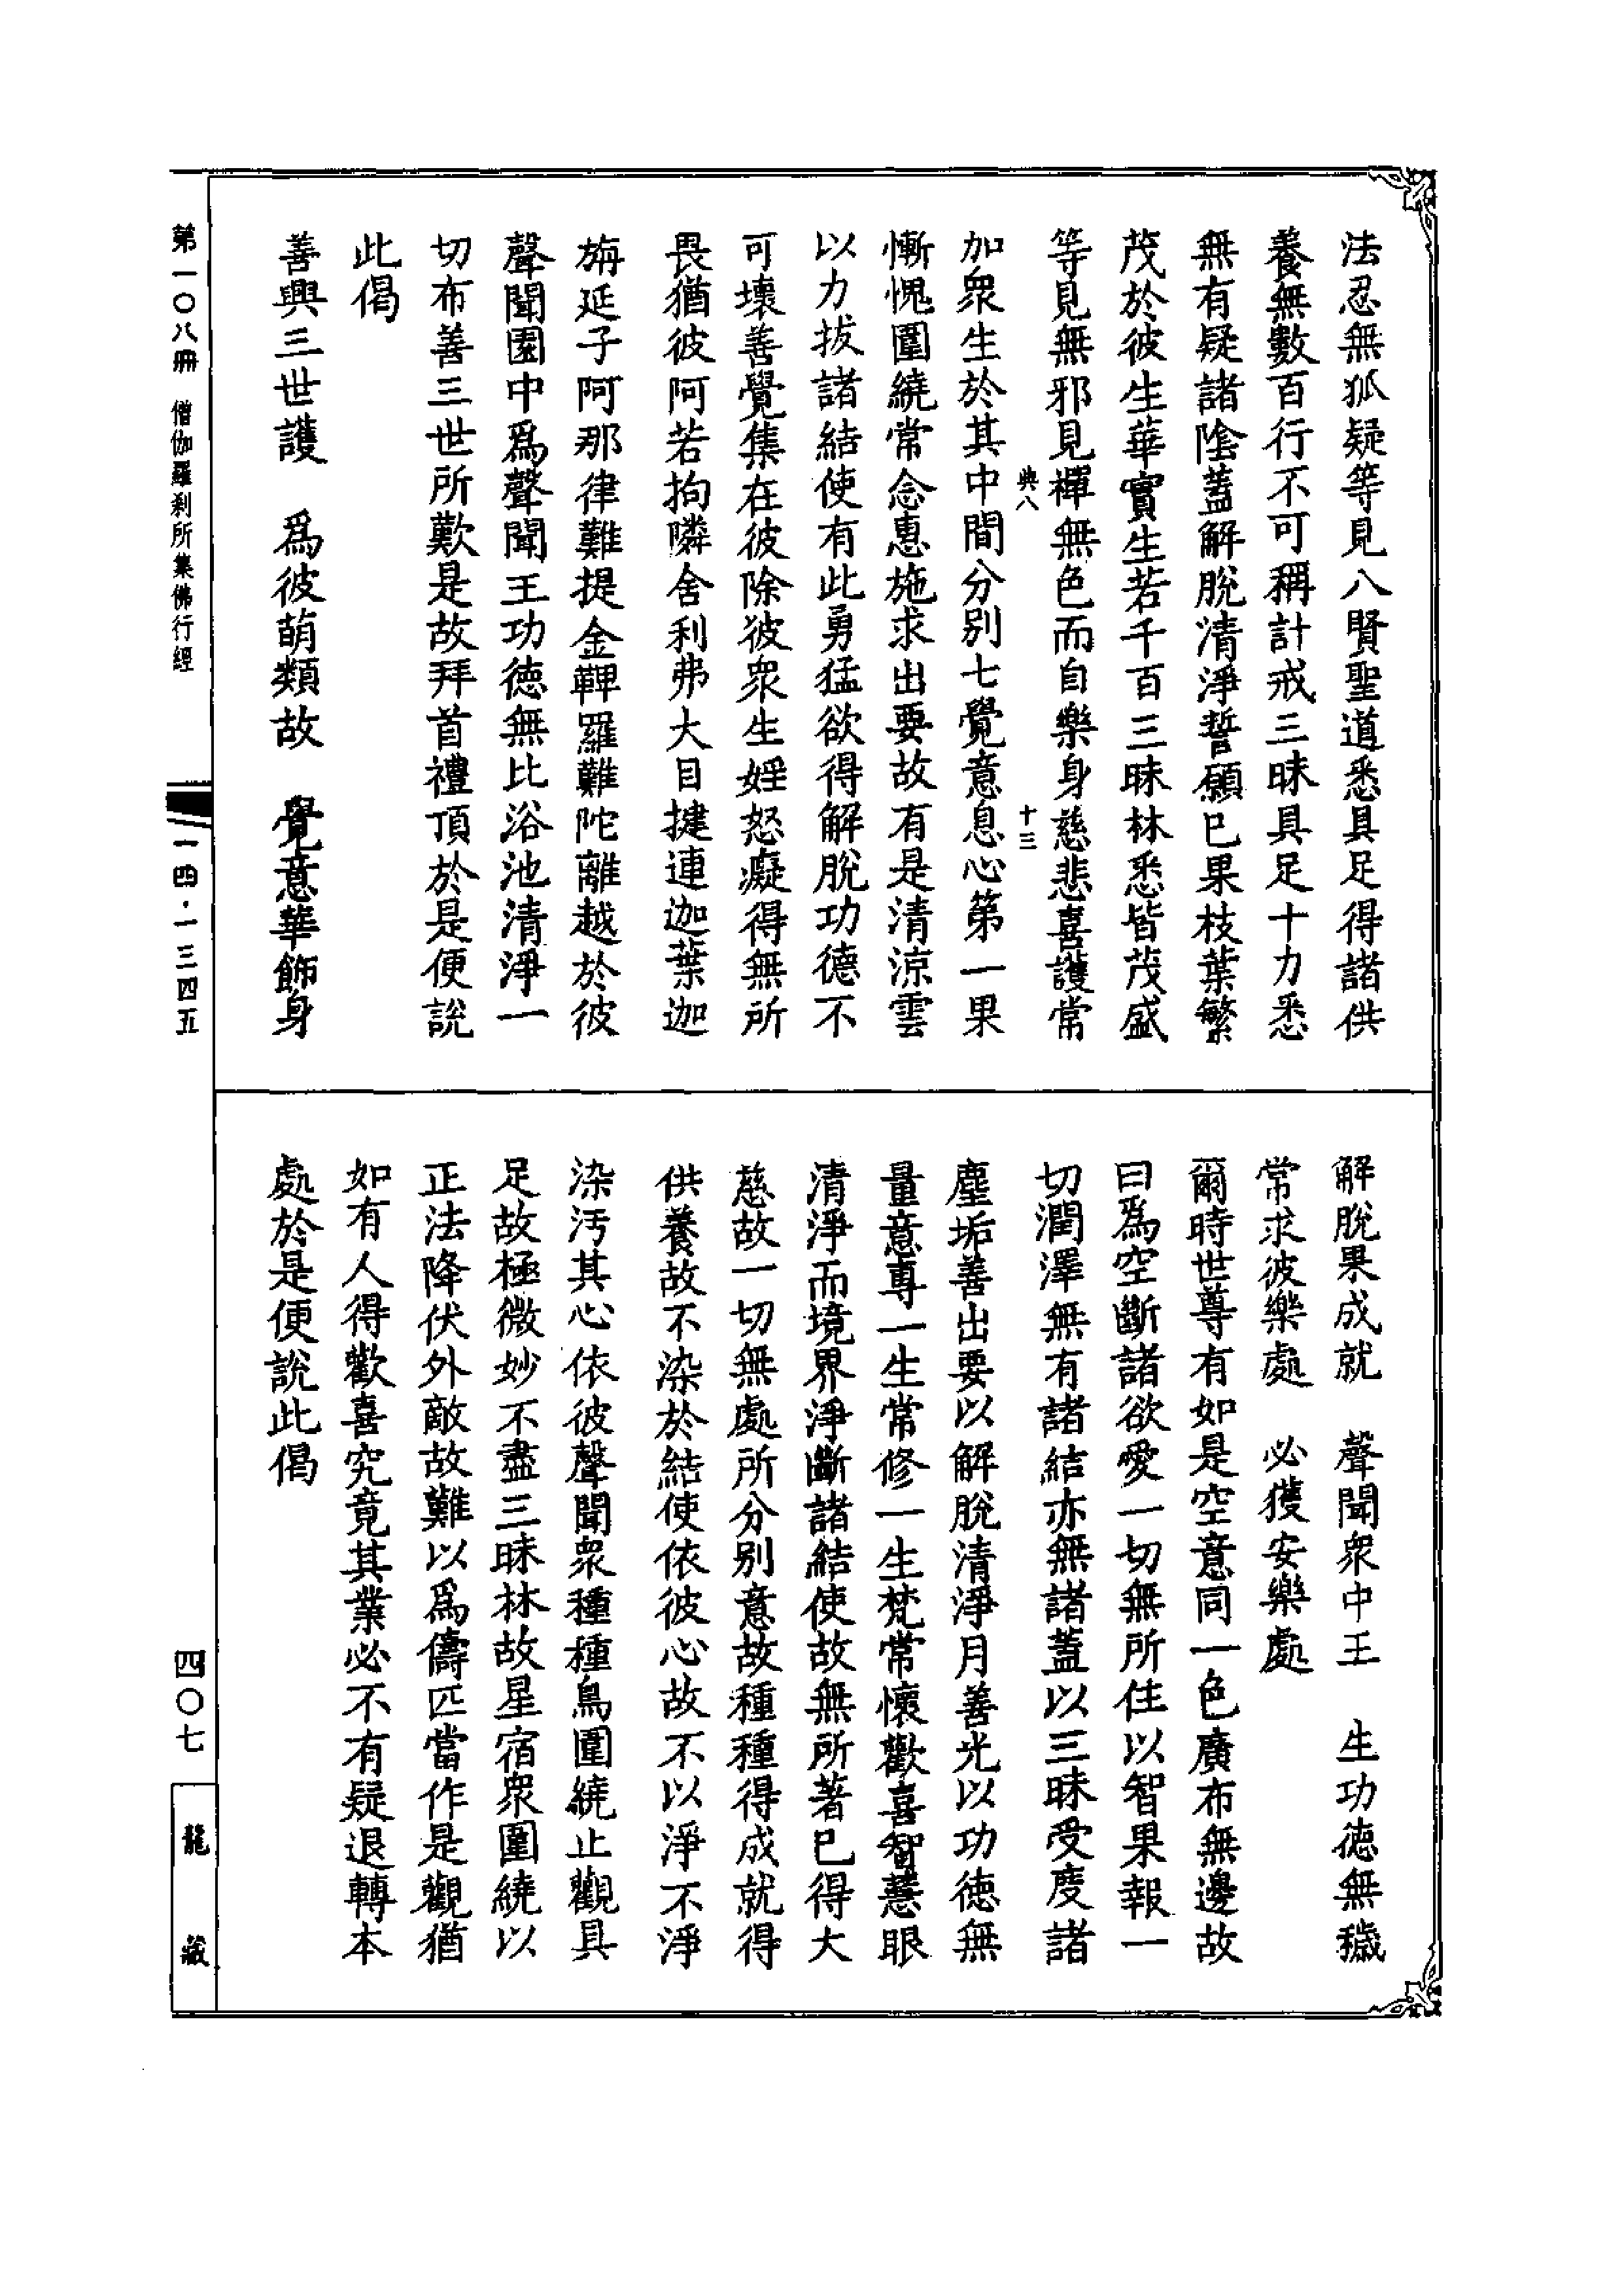 法忍無狐疑等見八賢聖道悉具足得諸供
養無數百行不可稱計戒三昧具足十力悉
無有疑諸陰蓋解脫清淨誓願已果枝葉繁
茂於彼生華實生若千百三昧林悉皆茂盛
等見無邪見襌無色而自樂身慈悲喜護常
典八 十三
加衆生於其中間分別七覺意息心第一果
慚愧圍繞常念惠施求出要故有是清涼雲
以力拔諸結使有此勇猛欲得解脫功德不
可壞善覺集在彼除彼衆生婬怒癡得無所
畏猶彼阿若拘隣舍利弗大目揵連迦葉迦
旃延子阿那律難提金鞞羅難陀離越於彼
聲聞園中爲聲聞王功德無比浴池清淨一
切布善三世所歎是故拜首禮頂於是便說
此偈
善興三世護 爲彼萌類故 覺意華飾身
解脫果成就 聲聞衆中王 生功德無穢
常求彼樂處 必獲安樂處
爾時世尊有如是空意同一色廣布無邊故
曰爲空斷諸欲愛一切無所住以智果報一
切潤澤無有諸結亦無諸蓋以三昧受度諸
塵垢善出要以解脫清淨月善光以功德無
量意專一生常修一生梵常懷歡喜智慧眼
清淨而境界淨斷諸結使故無所著已得大
慈故一切無處所分別意故種種得成就得
供養故不染於結使依彼心故不以淨不淨
染汚其心依彼聲聞衆種種鳥圍繞止觀具
足故極微妙不盡三昧林故星宿衆圍繞以
正法降伏外敵故難以爲儔匹當作是觀猶
如有人得歡喜究竟其業必不有疑退轉本
處於是便說此偈
第一〇八冊 僧伽羅剎所集佛行經
一四·一三四五
四〇七
龍藏